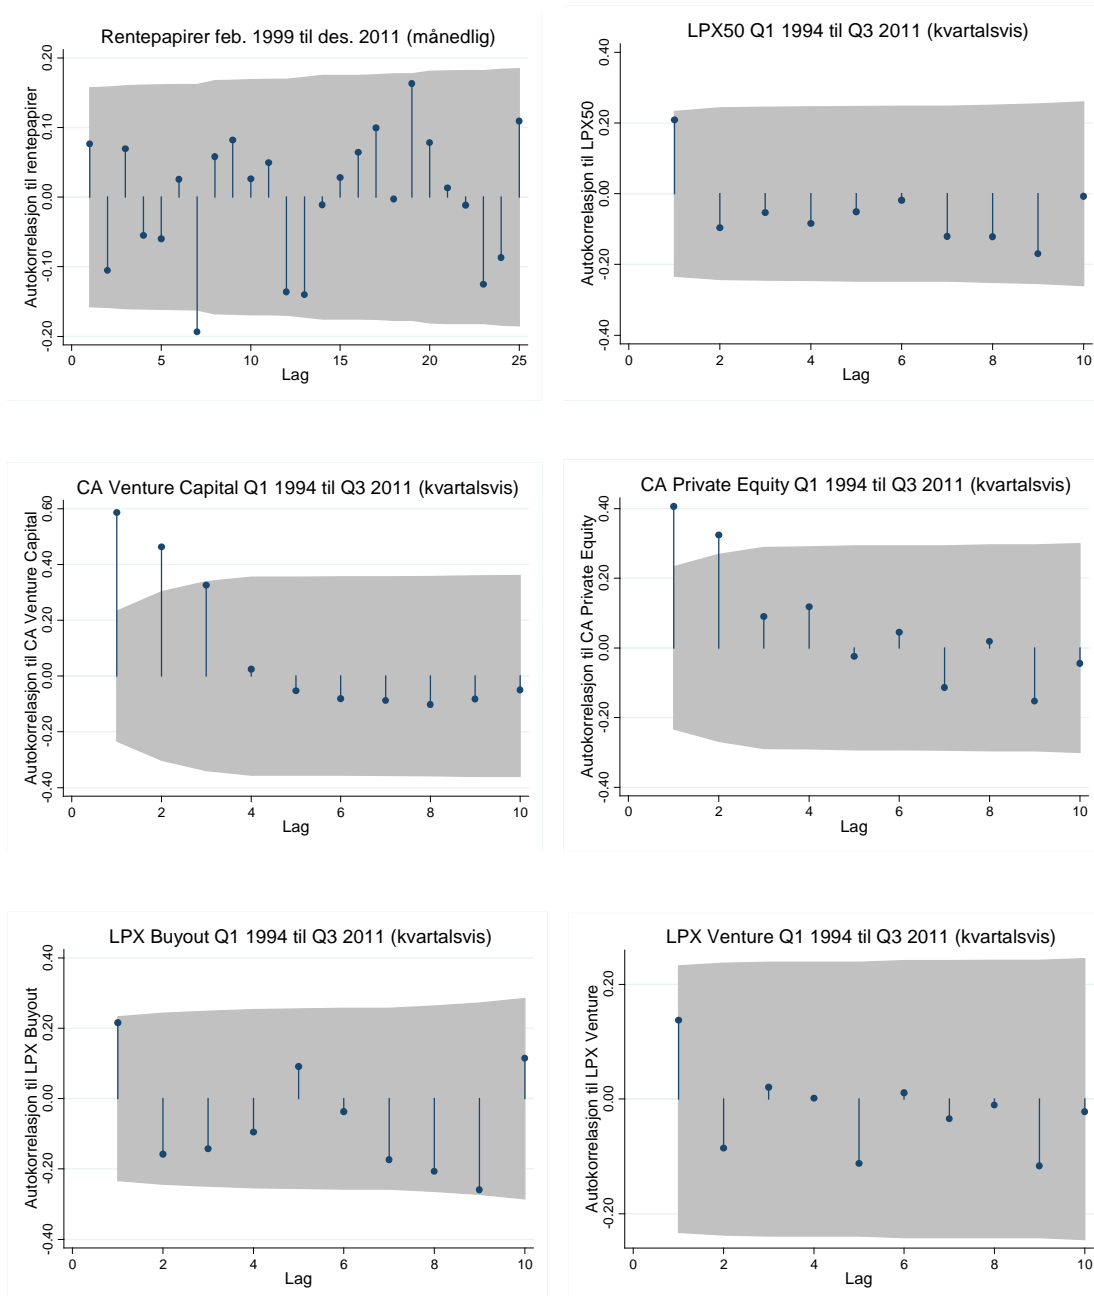 Rentepapirer feb. 1999 til des. 2011 (månedlig)
Autokorrelasjon til rentepapirer
0.20
0.10
0.00
-0.10
-0.20
0 5 10 15 20 25
Lag
LPX50 Q1 1994 til Q3 2011 (kvartalsvis)
Autokorrelasjon til LPX50
0.40
0.20
0.00
-0.20
-0.40
0 2 4 6 8 10
Lag
CA Venture Capital Q1 1994 til Q3 2011 (kvartalsvis)
Autokorrelasjon til CA Venture Capital
0.60
0.40
0.20
0.00
-0.20
-0.40
0 2 4 6 8 10
Lag
CA Private Equity Q1 1994 til Q3 2011 (kvartalsvis)
Autokorrelasjon til CA Private Equity
0.40
0.20
0.00
-0.20
-0.40
0 2 4 6 8 10
Lag
LPX Buyout Q1 1994 til Q3 2011 (kvartalsvis)
Autokorrelasjon til LPX Buyout
0.40
0.20
0.00
-0.20
-0.40
0 2 4 6 8 10
Lag
LPX Venture Q1 1994 til Q3 2011 (kvartalsvis)
Autokorrelasjon til LPX Venture
0.20
0.00
-0.20
0 2 4 6 8 10
Lag